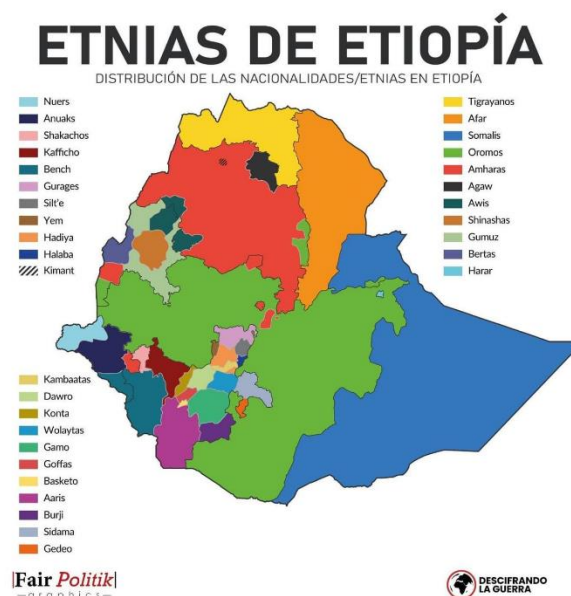 ETNIAS DE ETIOPÍA
DISTRIBUCIÓN DE LAS NACIONALIDADES/ETNIAS EN ETIOPÍA
Nuers
Anuaks
Shakachos
Kafficho
Bench
Gurages
Silt'e
Yem
Hadiya
Halaba
Kimant
Tigrayanos
Afar
Somalis
Oromos
Amharas
Agaw
Awis
Shinashas
Gumuz
Bertas
Harar
Kambaatas
Dawro
Konta
Wolaytas
Gamo
Goffas
Basketo
Aaris
Burji
Sidama
Gedeo
Fair Politik
graphics
DESCIFRANDO
LA GUERRA